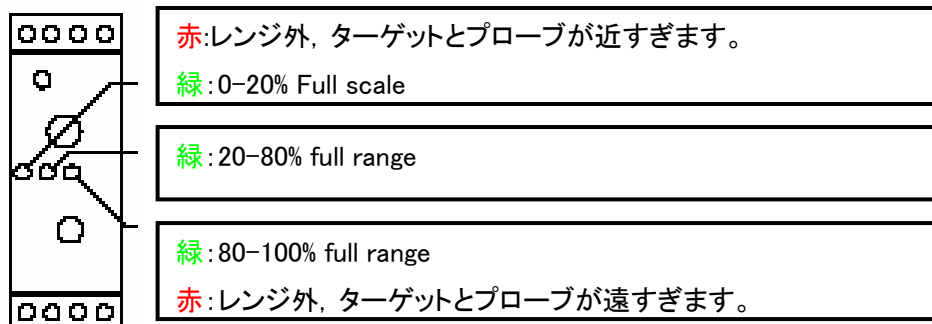 赤:レンジ外, ターゲットとプローブが近すぎます。
緑:0-20% Full scale
緑:20-80% full range
緑:80-100% full range
赤:レンジ外, ターゲットとプローブが遠すぎます。